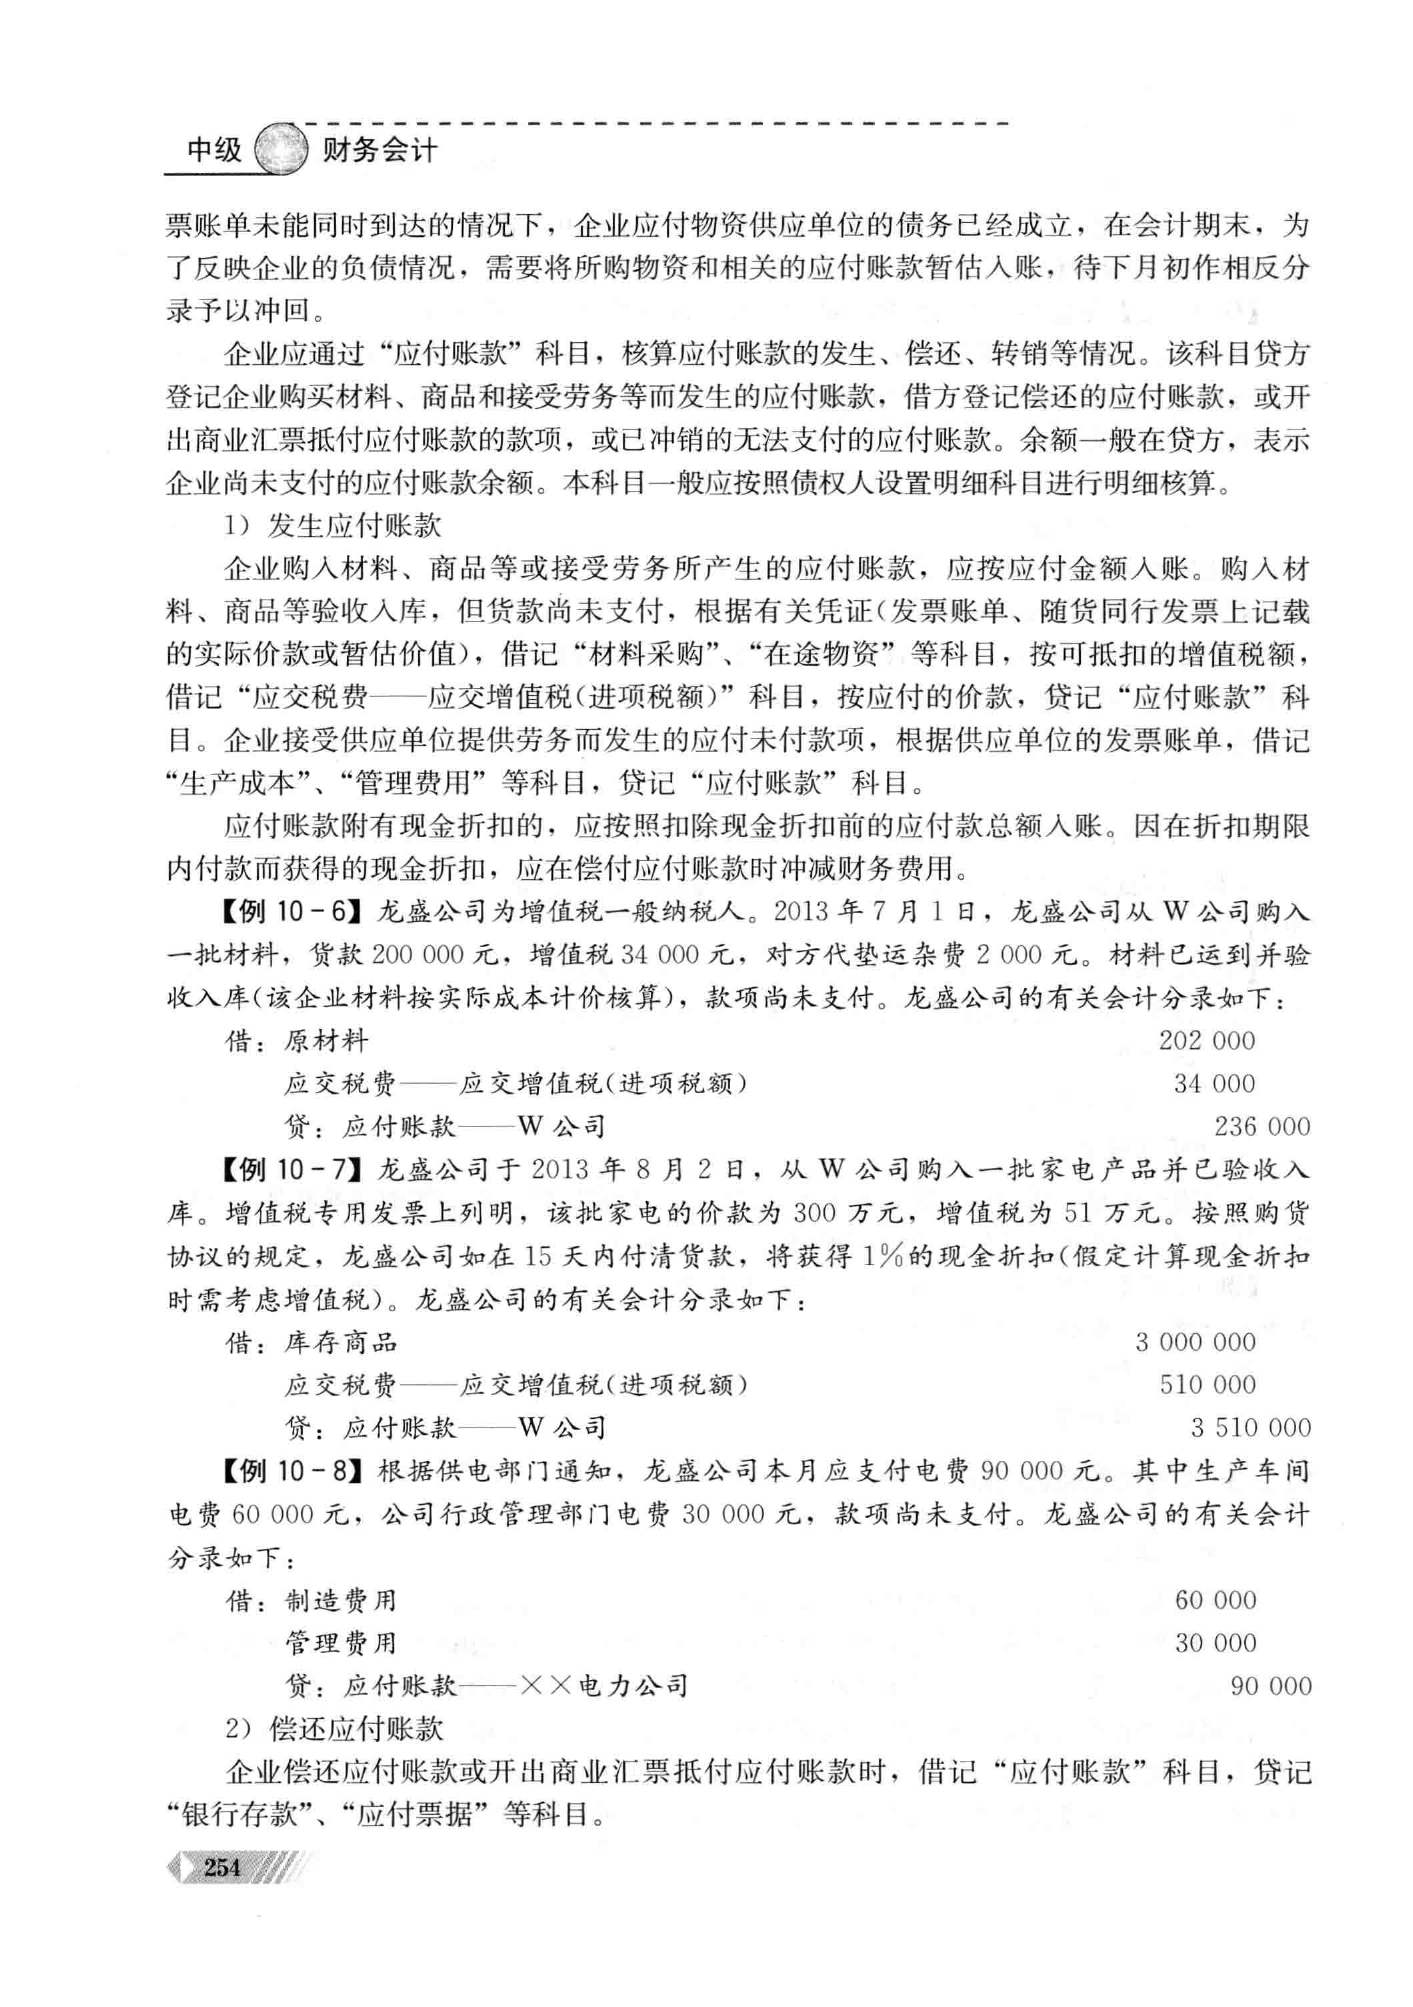 中级 财务会计
票账单未能同时到达的情况下，企业应付物资供应单位的债务已经成立，在会计期末，为
了反映企业的负债情况，需要将所购物资和相关的应付账款暂估入账，待下月初作相反分
录予以冲回。
企业应通过“应付账款”科目，核算应付账款的发生、偿还、转销等情况。该科目贷方
登记企业购买材料、商品和接受劳务等而发生的应付账款，借方登记偿还的应付账款，或开
出商业汇票抵付应付账款的款项，或已冲销的无法支付的应付账款。余额一般在贷方，表示
企业尚未支付的应付账款余额。本科目一般应按照债权人设置明细科目进行明细核算。
1）发生应付账款
企业购入材料、商品等或接受劳务所产生的应付账款，应按应付金额入账。购入材
料、商品等验收入库，但货款尚未支付，根据有关凭证(发票账单、随货同行发票上记载
的实际价款或暂估价值)，借记“材料采购”、“在途物资”等科目，按可抵扣的增值税额，
借记“应交税费——应交增值税(进项税额)”科目，按应付的价款，贷记“应付账款”科
目。企业接受供应单位提供劳务而发生的应付未付款项，根据供应单位的发票账单，借记
“生产成本”、“管理费用”等科目，贷记“应付账款”科目。
应付账款附有现金折扣的，应按照扣除现金折扣前的应付款总额入账。因在折扣期限
内付款而获得的现金折扣，应在偿付应付账款时冲减财务费用。
【例 10-6】龙盛公司为增值税一般纳税人。2013 年 7 月 1 日，龙盛公司从 W 公司购入
一批材料，货款 200 000 元，增值税 34 000 元，对方代垫运杂费 2 000 元。材料已运到并验
收入库(该企业材料按实际成本计价核算)，款项尚未支付。龙盛公司的有关会计分录如下：
借：原材料 202 000
应交税费——应交增值税(进项税额) 34 000
贷：应付账款——W 公司 236 000
【例 10-7】龙盛公司于 2013 年 8 月 2 日，从 W 公司购入一批家电产品并已验收入
库。增值税专用发票上列明，该批家电的价款为 300 万元，增值税为 51 万元。按照购货
协议的规定，龙盛公司如在 15 天内付清货款，将获得 1%的现金折扣(假定计算现金折扣
时需考虑增值税)。龙盛公司的有关会计分录如下：
借：库存商品 3 000 000
应交税费——应交增值税(进项税额) 510 000
贷：应付账款——W 公司 3 510 000
【例 10-8】根据供电部门通知，龙盛公司本月应支付电费 90 000 元。其中生产车间
电费 60 000 元，公司行政管理部门电费 30 000 元，款项尚未支付。龙盛公司的有关会计
分录如下：
借：制造费用 60 000
管理费用 30 000
贷：应付账款——××电力公司 90 000
2）偿还应付账款
企业偿还应付账款或开出商业汇票抵付应付账款时，借记“应付账款”科目，贷记
“银行存款”、“应付票据”等科目。
254